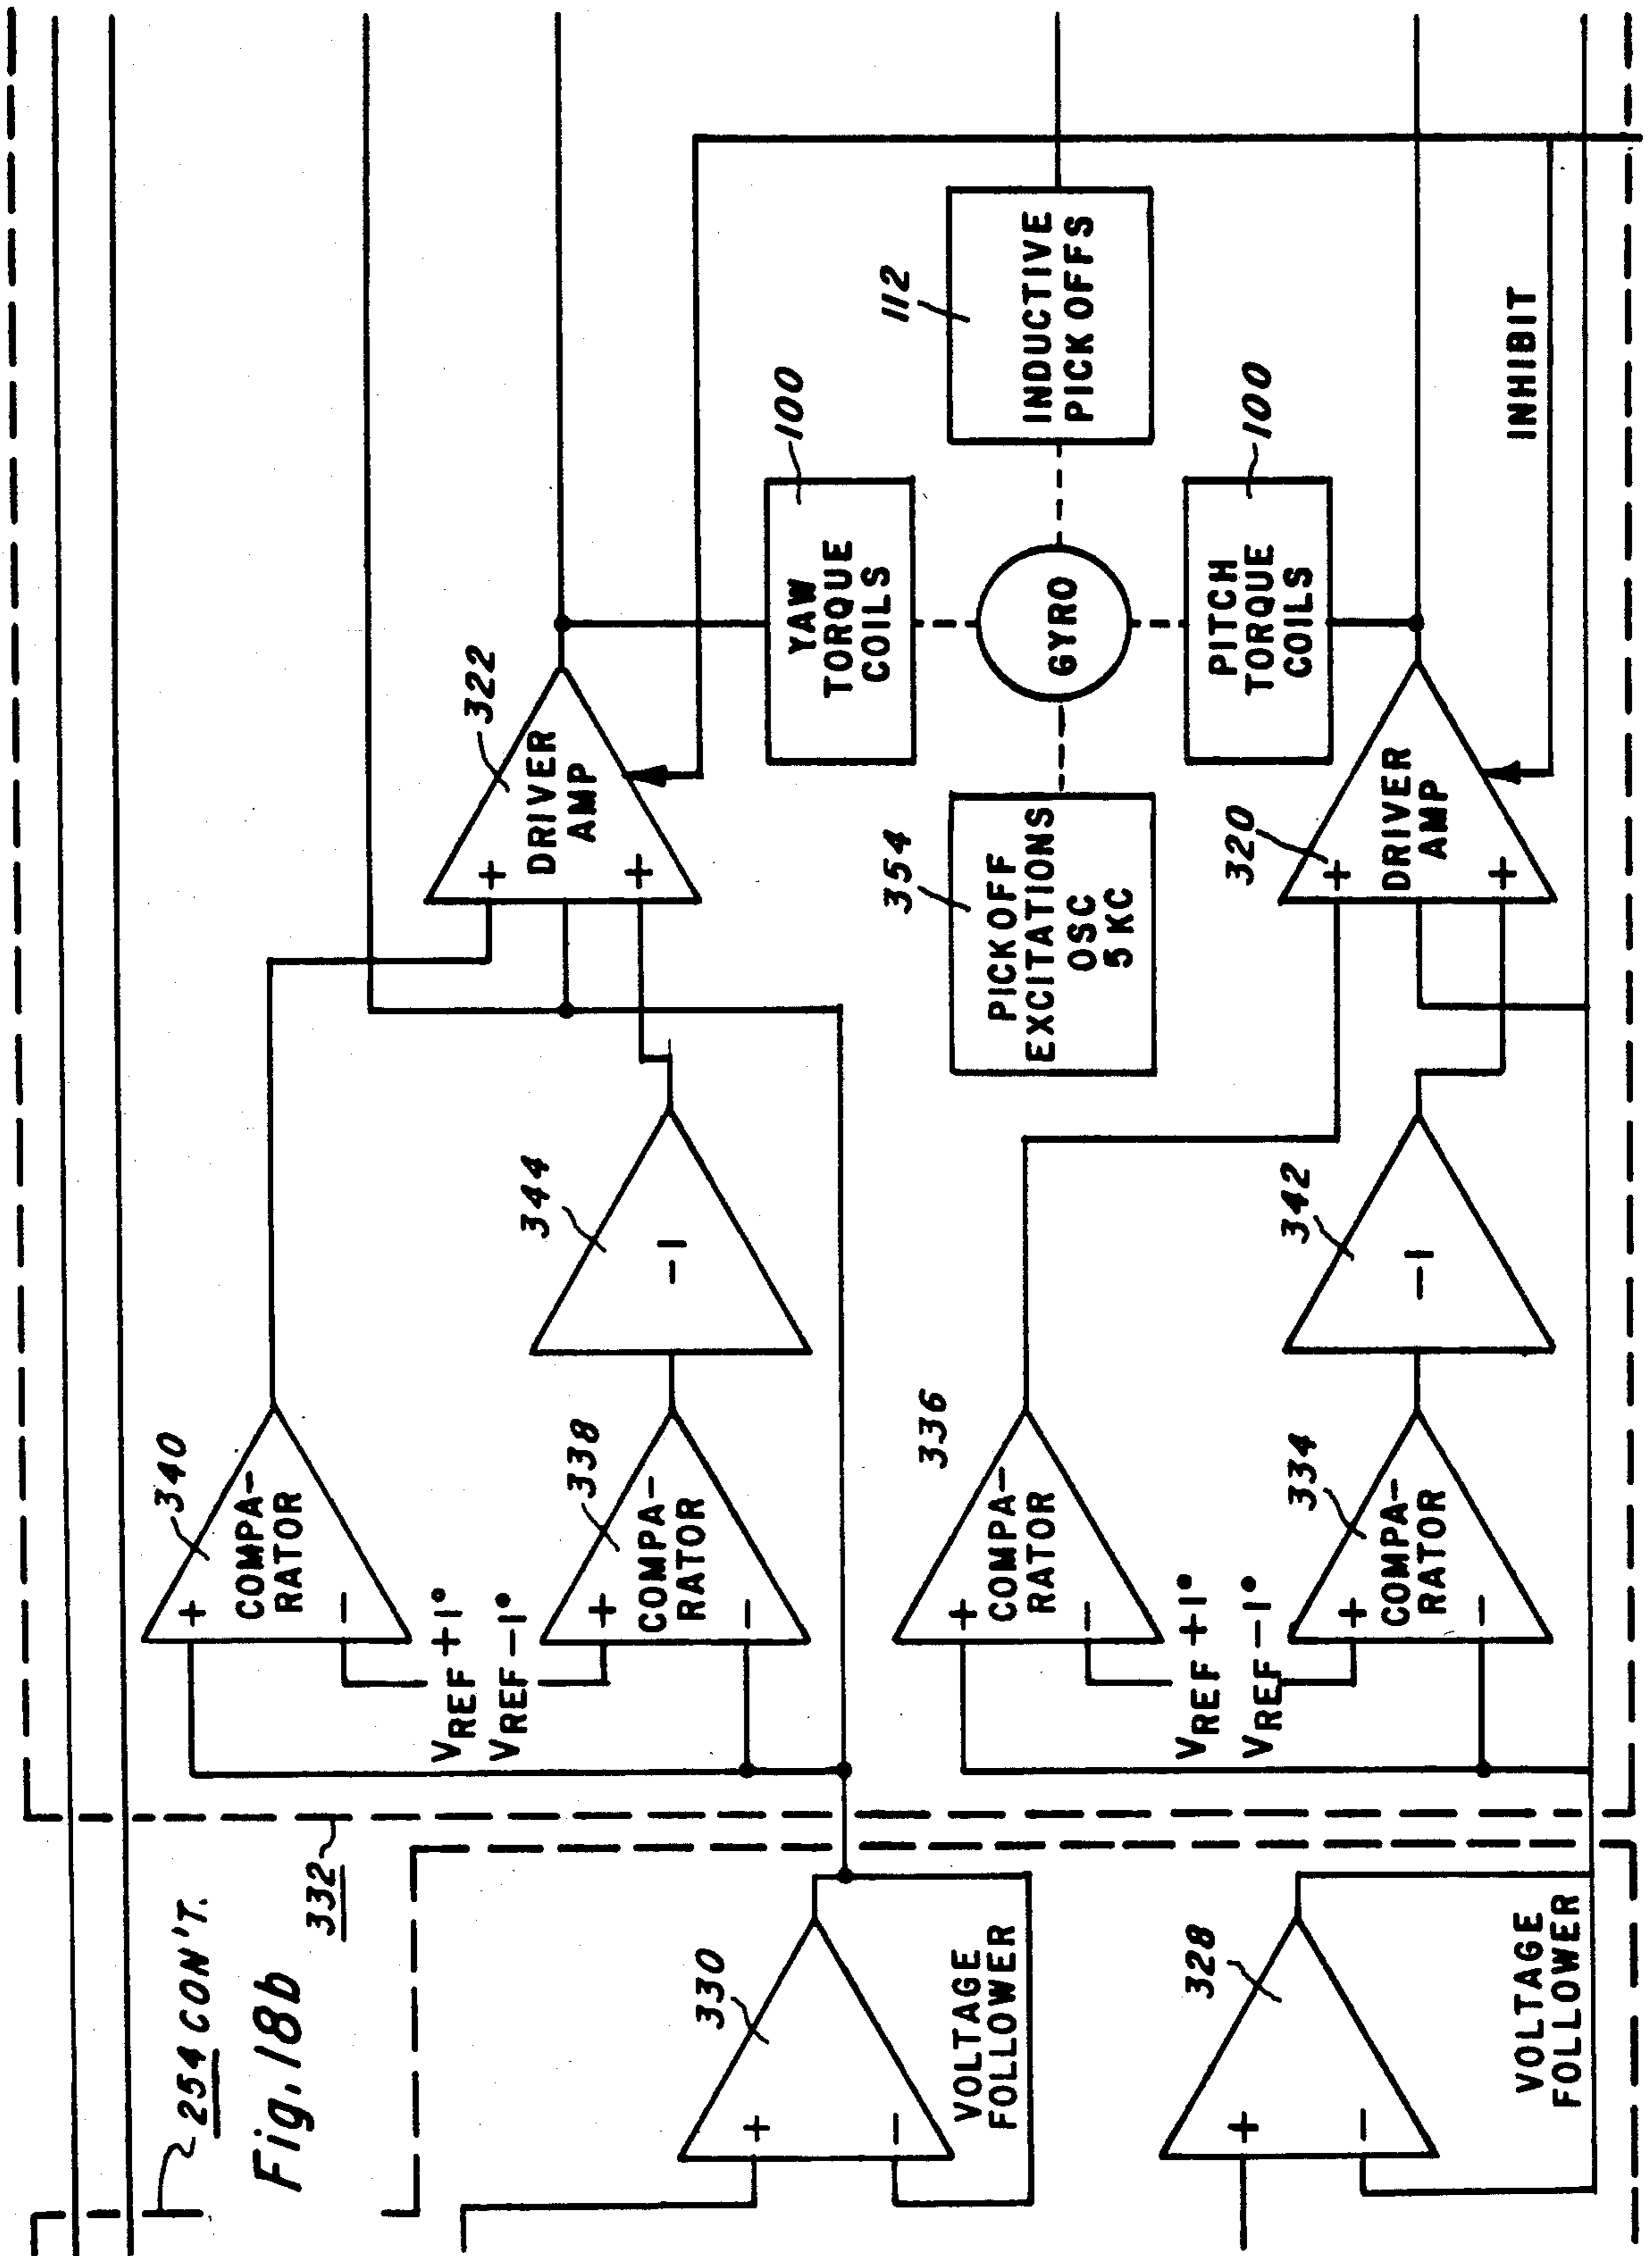 254 CON'T.
Fig. 18b
332
340
+
COMPA-
RATOR
-
VREF +1°
VREF -1°
338
+
COMPA-
RATOR
-
344
-1
322
+
DRIVER
AMP
+
100
YAW
TORQUE
COILS
GYRO
112
INDUCTIVE
PICK OFFS
354
PICKOFF
EXCITATIONS
OSC
5 KC
100
PITCH
TORQUE
COILS
330
+
-
VOLTAGE
FOLLOWER
336
+
COMPA-
RATOR
-
VREF +1°
VREF -1°
334
+
COMPA-
RATOR
-
342
-1
320
+
DRIVER
AMP
+
INHIBIT
328
+
-
VOLTAGE
FOLLOWER